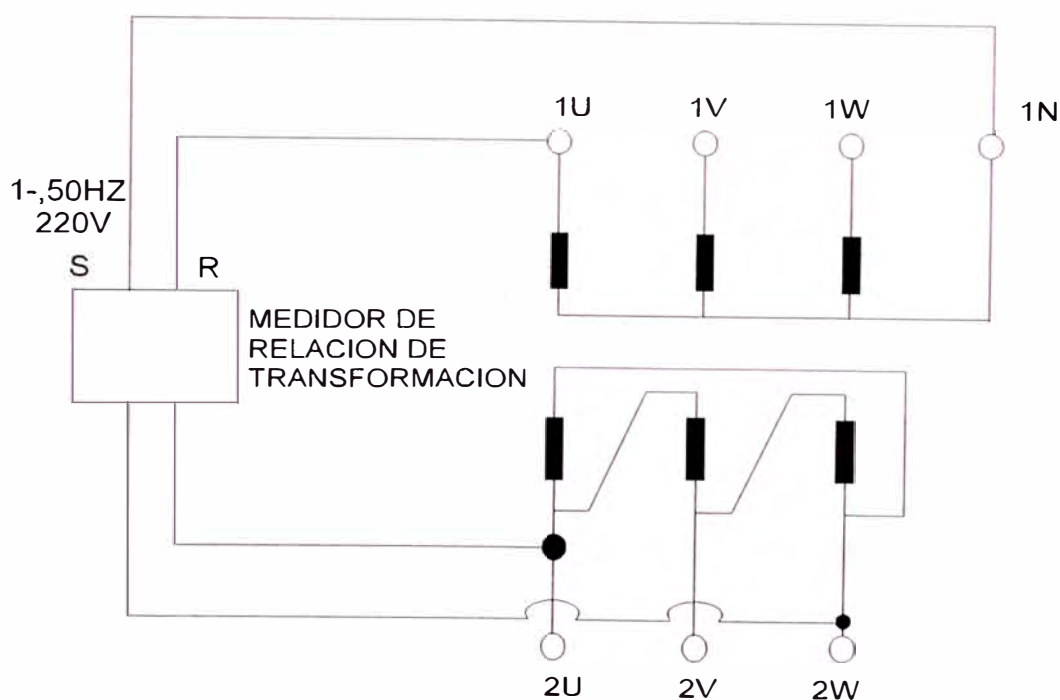 1U
1V
1W
1N
1-,50HZ
220V
S
R
MEDIDOR DE
RELACION DE
TRANSFORMACION
2U
2V
2W